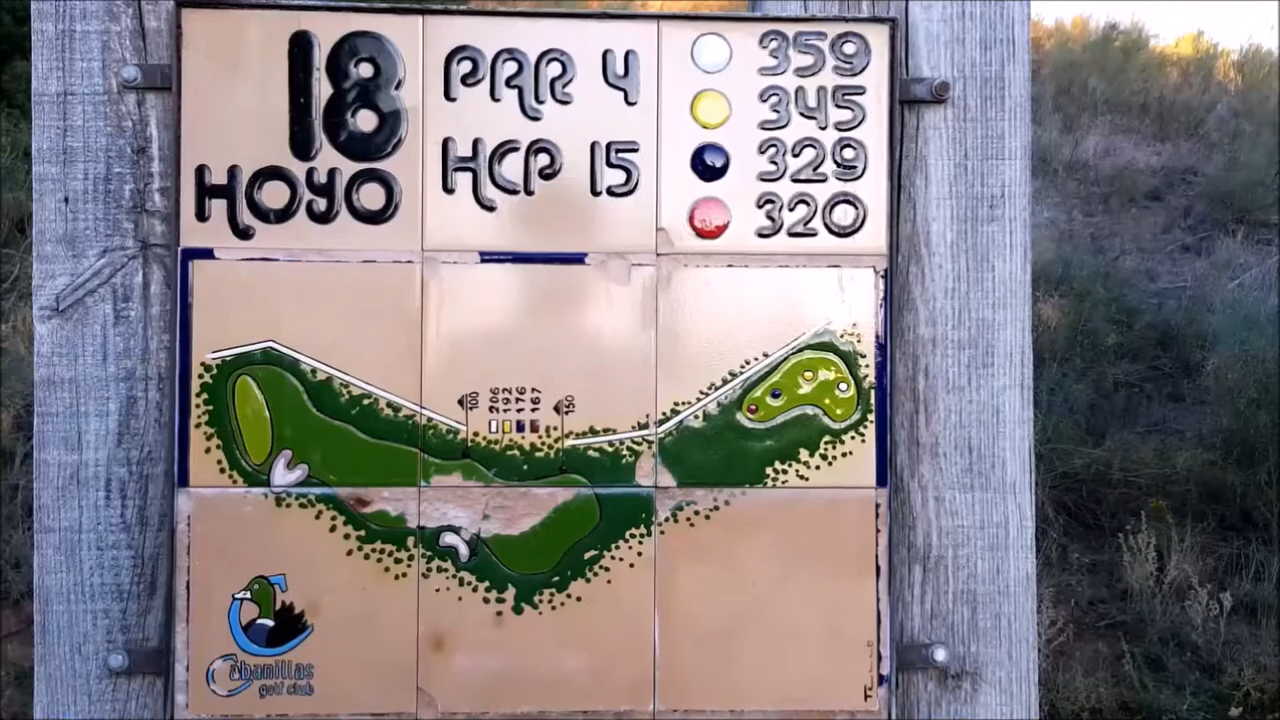 18
HOYO
PAR 4
HCP 15
359
345
329
320
100
206
192
176
167
150
Cabanillas
golf club